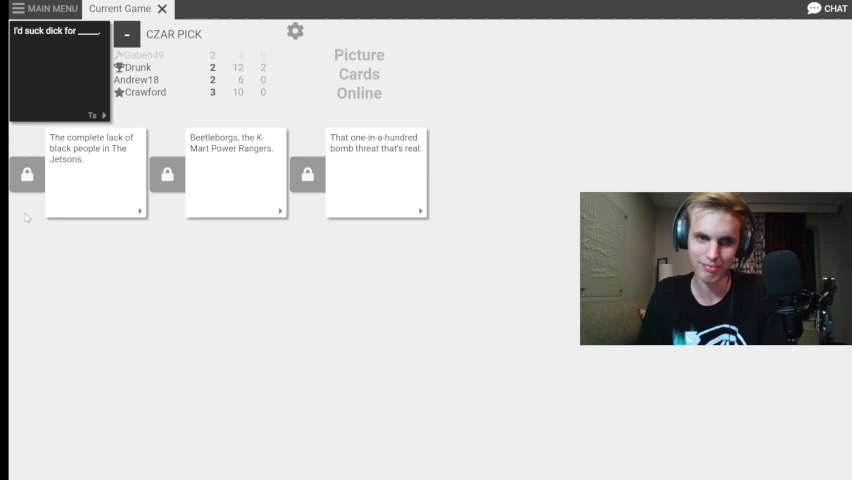 MAIN MENU
Current Game
CHAT
I'd suck dick for _____.
Ta
-
CZAR PICK
Gaben49 2 4 0
Drunk 2 12 2
Andrew18 2 6 0
Crawford 3 10 0
Picture
Cards
Online
The complete lack of
black people in The
Jetsons.
Beetleborgs, the K-
Mart Power Rangers.
That one-in-a-hundred
bomb threat that's real.